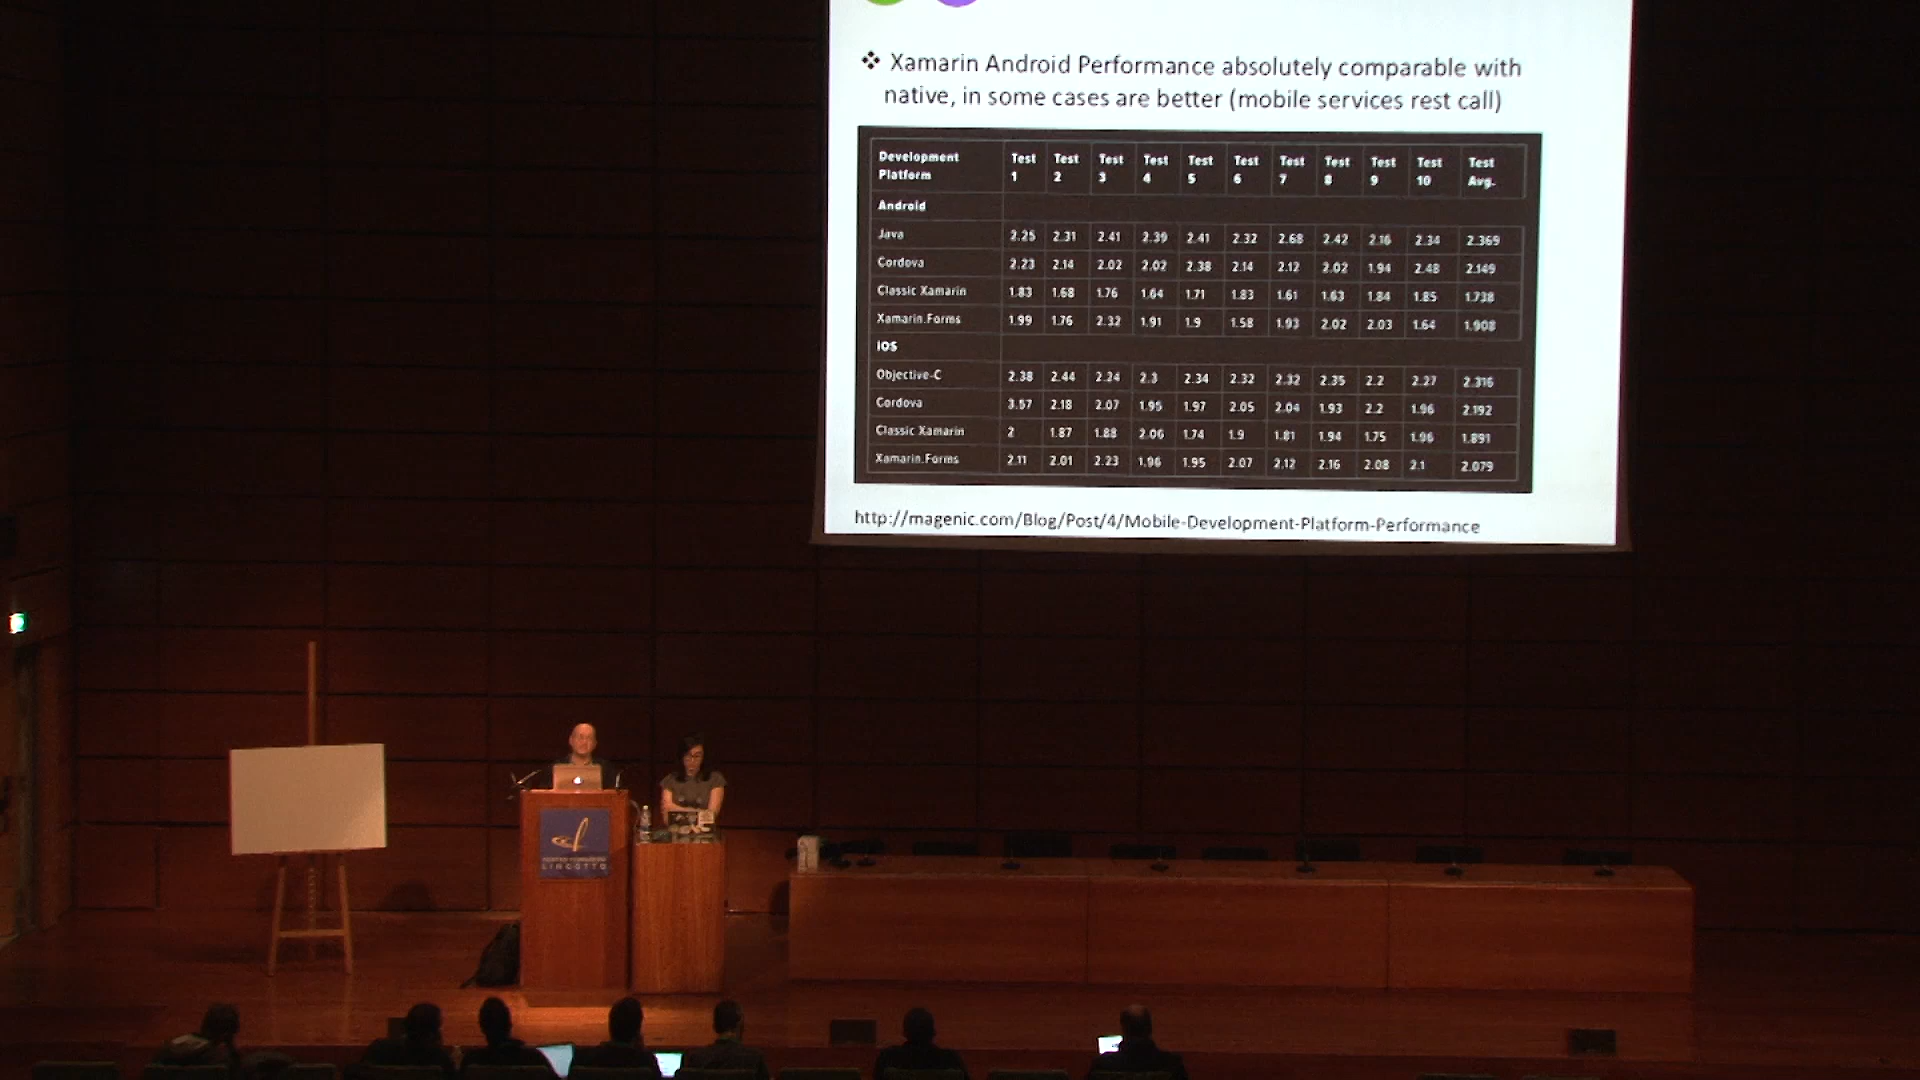 ❖ Xamarin Android Performance absolutely comparable with
native, in some cases are better (mobile services rest call)
Development Platform Test 1 Test 2 Test 3 Test 4 Test 5 Test 6 Test 7 Test 8 Test 9 Test 10 Test Avg.
Android
Java 2.25 2.31 2.41 2.39 2.41 2.32 2.68 2.42 2.16 2.34 2.369
Cordova 2.23 2.14 2.02 2.02 2.38 2.14 2.12 2.02 1.94 2.48 2.149
Classic Xamarin 1.83 1.68 1.76 1.64 1.71 1.83 1.61 1.63 1.84 1.85 1.738
Xamarin.Forms 1.99 1.76 2.32 1.91 1.9 1.58 1.93 2.02 2.03 1.64 1.908
iOS
Objective-C 2.38 2.44 2.24 2.3 2.34 2.32 2.32 2.35 2.2 2.27 2.316
Cordova 3.57 2.18 2.07 1.95 1.97 2.05 2.04 1.93 2.2 1.96 2.192
Classic Xamarin 2 1.87 1.88 2.06 1.74 1.9 1.81 1.94 1.75 1.96 1.891
Xamarin.Forms 2.11 2.01 2.23 1.96 1.95 2.07 2.12 2.16 2.08 2.1 2.079
http://magenic.com/Blog/Post/4/Mobile-Development-Platform-Performance
LINGOTTO